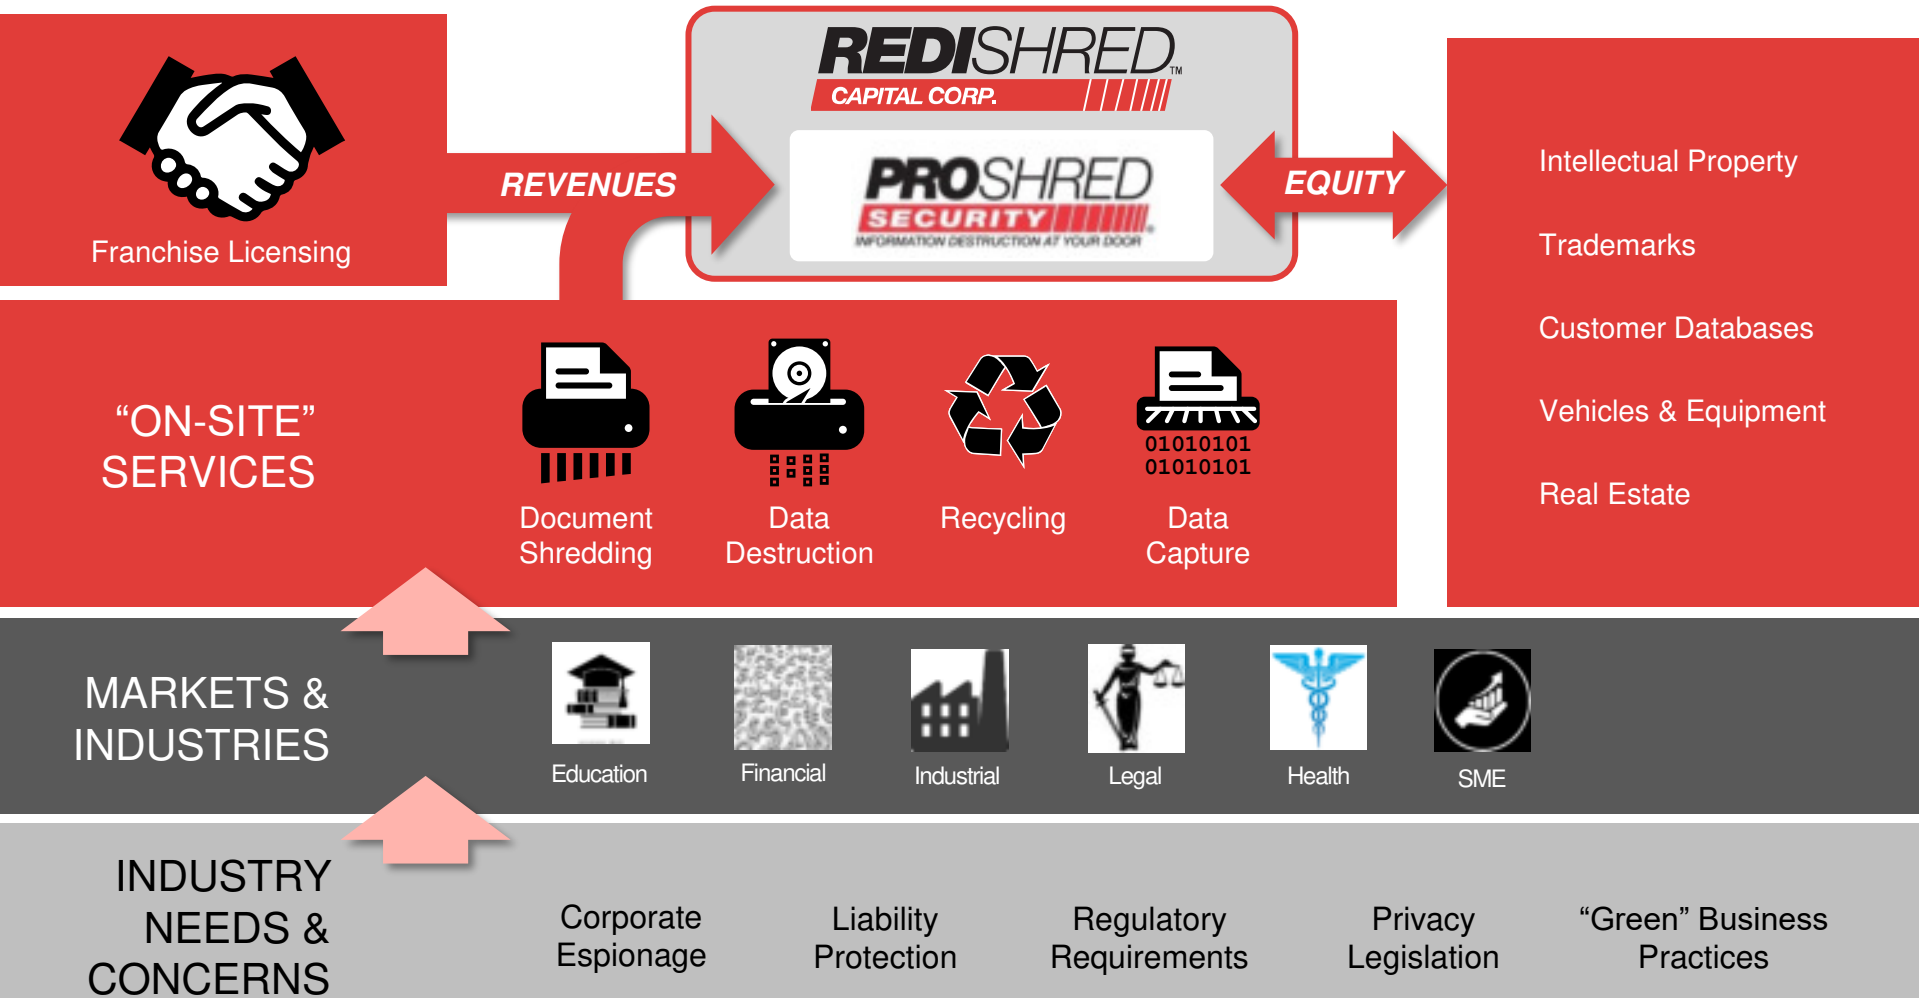 REDISHRED™
CAPITAL CORP.
PROSHRED
SECURITY®
INFORMATION DESTRUCTION AT YOUR DOOR
Franchise Licensing
REVENUES
EQUITY
Intellectual Property
Trademarks
Customer Databases
Vehicles & Equipment
Real Estate
“ON-SITE”
SERVICES
01010101
01010101
Document
Shredding
Data
Destruction
Recycling
Data
Capture
MARKETS &
INDUSTRIES
Education
Financial
Industrial
Legal
Health
SME
INDUSTRY
NEEDS &
CONCERNS
Corporate
Espionage
Liability
Protection
Regulatory
Requirements
Privacy
Legislation
“Green” Business
Practices